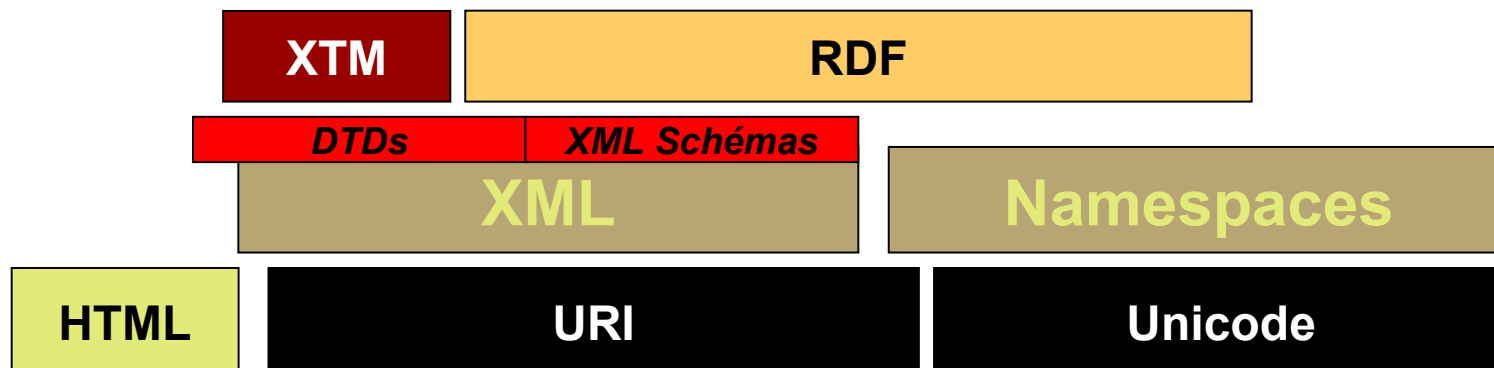 XTM RDF
DTDs XML Schémas
XML Namespaces
HTML URI Unicode